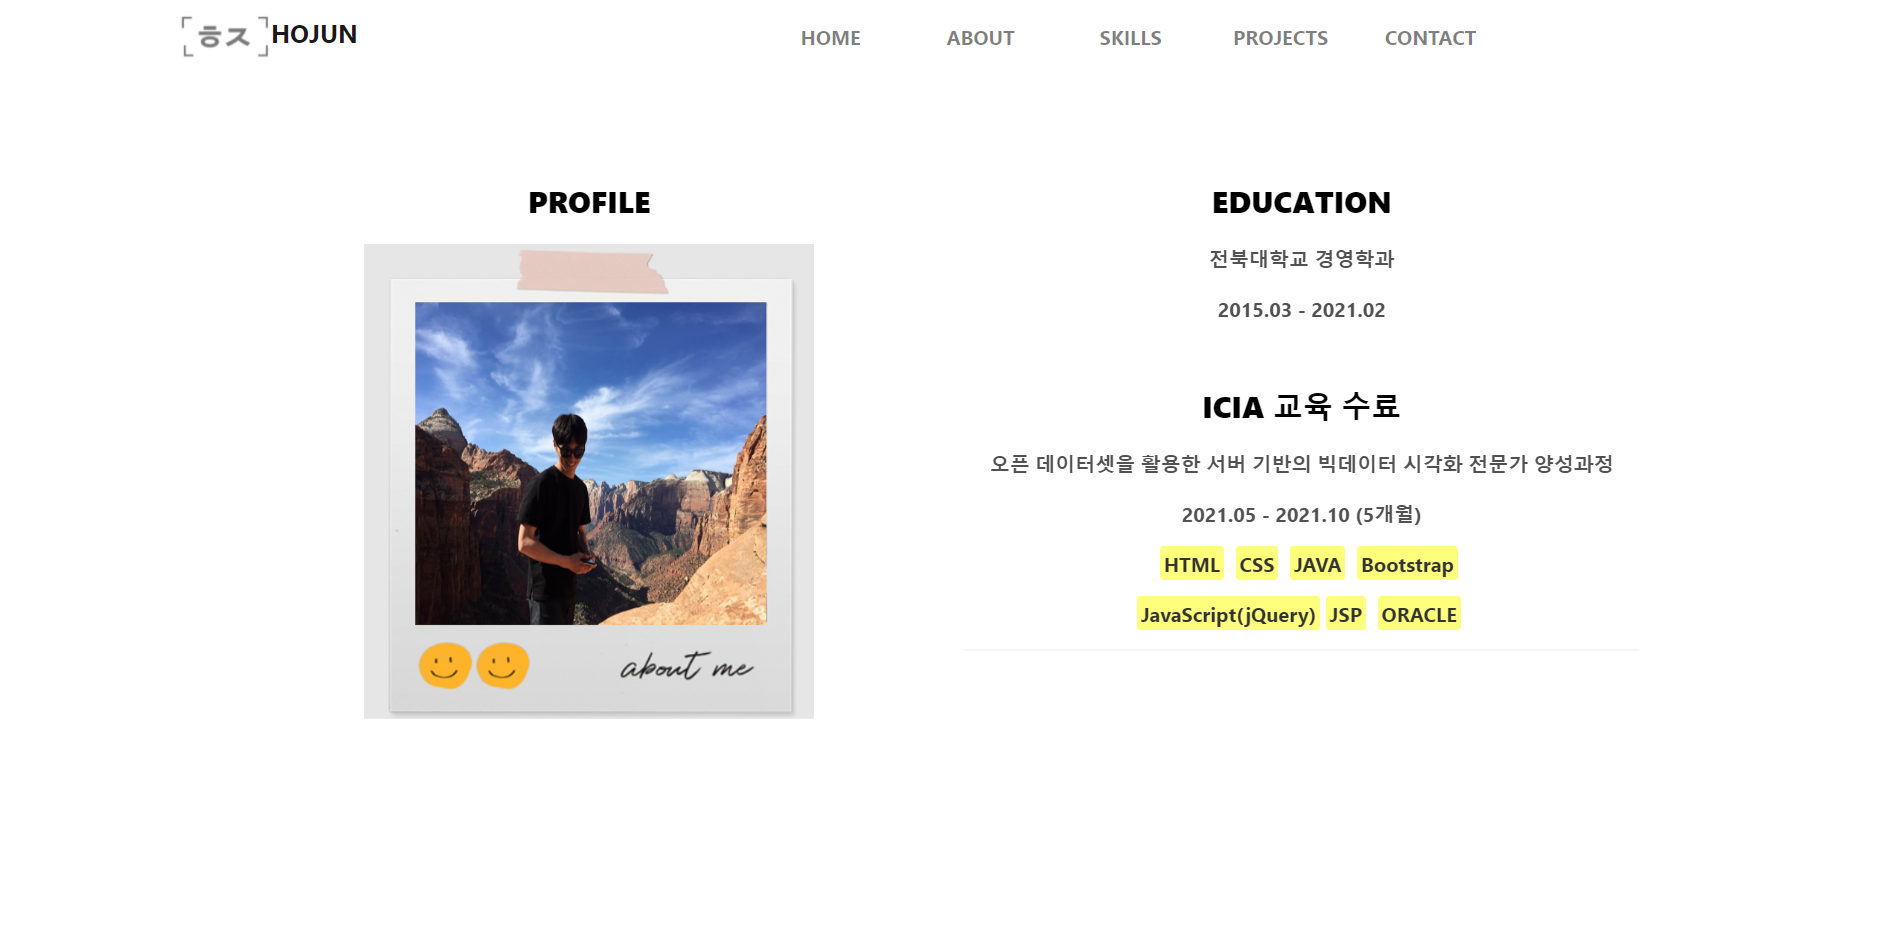 ㅎㅈ HOJUN
HOME ABOUT SKILLS PROJECTS CONTACT
PROFILE
about me
EDUCATION
전북대학교 경영학과
2015.03 - 2021.02
ICIA 교육 수료
오픈 데이터셋을 활용한 서버 기반의 빅데이터 시각화 전문가 양성과정
2021.05 - 2021.10 (5개월)
HTML CSS JAVA Bootstrap
JavaScript(jQuery) JSP ORACLE